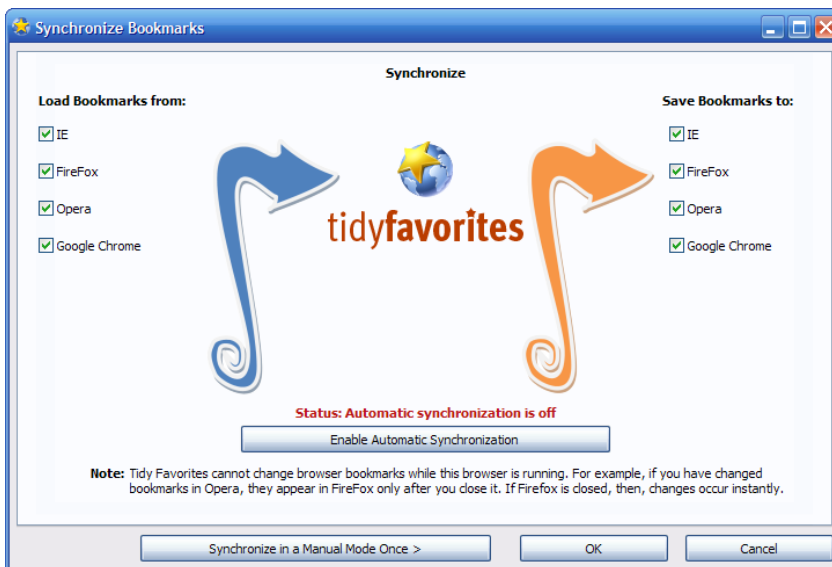 Synchronize Bookmarks
Synchronize
Load Bookmarks from:
IE
FireFox
Opera
Google Chrome
tidyfavorites
Save Bookmarks to:
IE
FireFox
Opera
Google Chrome
Status: Automatic synchronization is off
Enable Automatic Synchronization
Note: Tidy Favorites cannot change browser bookmarks while this browser is running. For example, if you have changed
bookmarks in Opera, they appear in FireFox only after you close it. If Firefox is closed, then, changes occur instantly.
Synchronize in a Manual Mode Once >
OK
Cancel